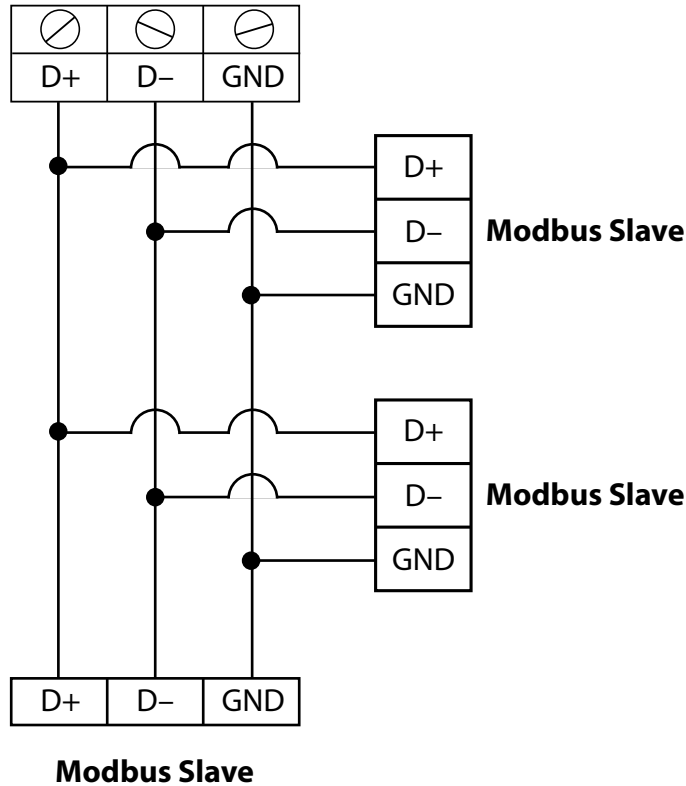 D+ D– GND
D+
D– Modbus Slave
GND
D+
D– Modbus Slave
GND
D+ D– GND
Modbus Slave